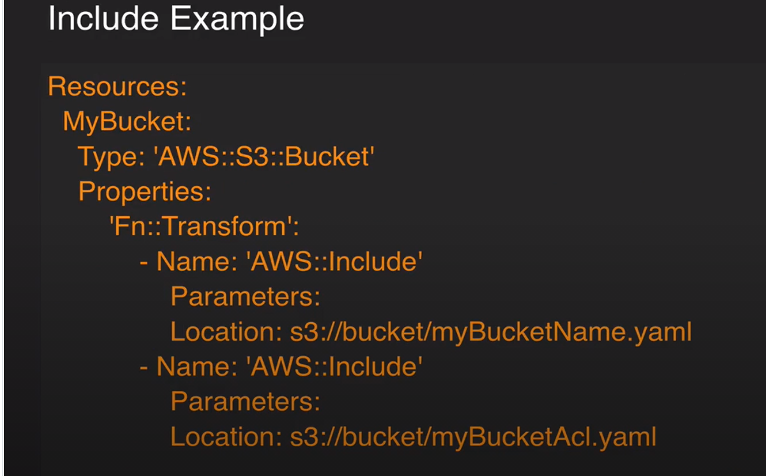 Include Example
Resources:
MyBucket:
Type: 'AWS::S3::Bucket'
Properties:
'Fn::Transform':
- Name: 'AWS::Include'
Parameters:
Location: s3://bucket/myBucketName.yaml
- Name: 'AWS::Include'
Parameters:
Location: s3://bucket/myBucketAcl.yaml